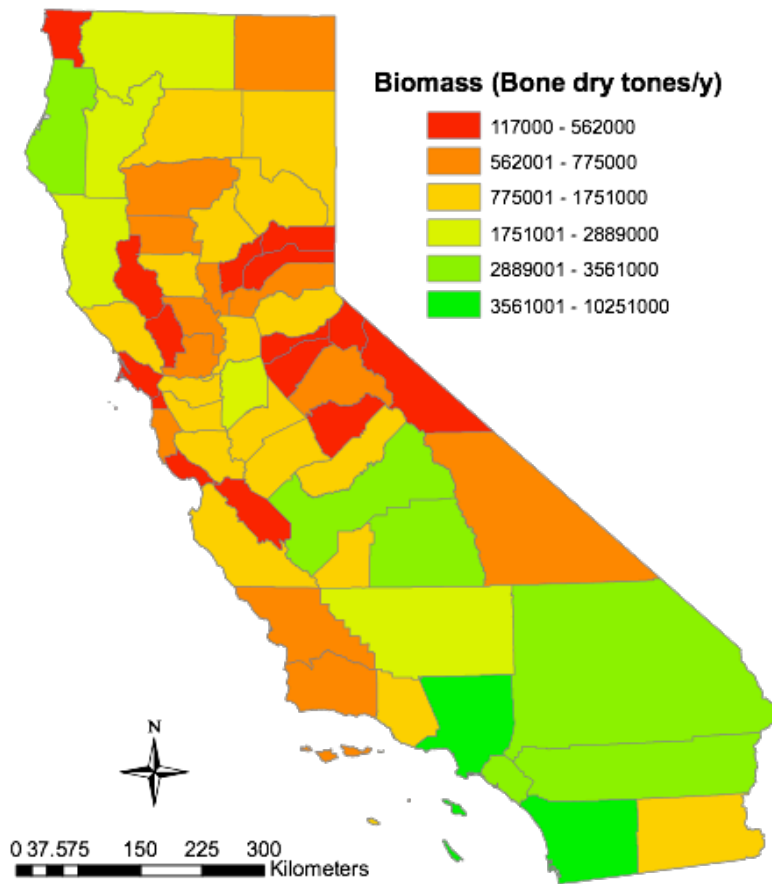 Biomass (Bone dry tones/y)
117000 - 562000
562001 - 775000
775001 - 1751000
1751001 - 2889000
2889001 - 3561000
3561001 - 10251000
N
0 37.575 150 225 300
Kilometers